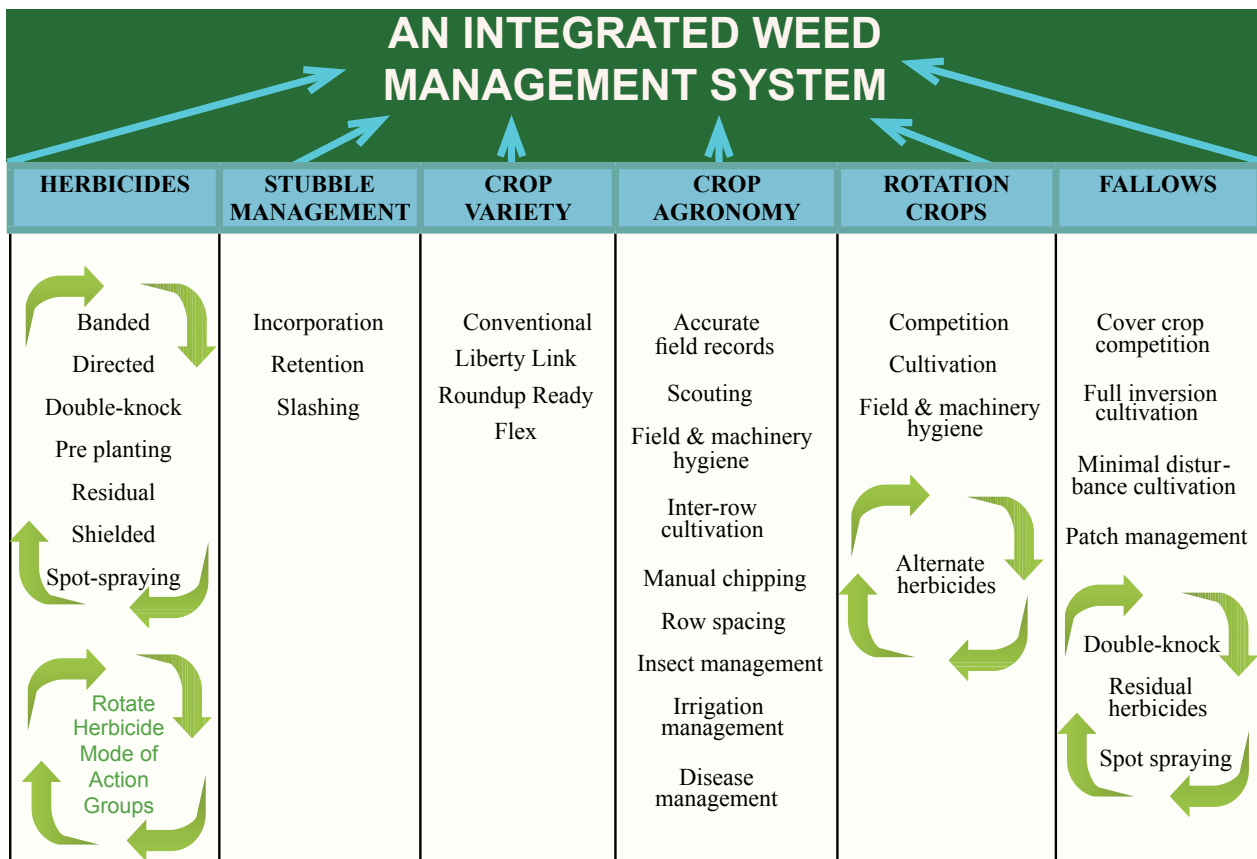 AN INTEGRATED WEED
MANAGEMENT SYSTEM
HERBICIDES
Banded
Directed
Double-knock
Pre planting
Residual
Shielded
Spot-spraying
Rotate
Herbicide
Mode of
Action
Groups
STUBBLE
MANAGEMENT
Incorporation
Retention
Slashing
CROP
VARIETY
Conventional
Liberty Link
Roundup Ready
Flex
CROP
AGRONOMY
Accurate
field records
Scouting
Field & machinery
hygiene
Inter-row
cultivation
Manual chipping
Row spacing
Insect management
Irrigation
management
Disease
management
ROTATION
CROPS
Competition
Cultivation
Field & machinery
hygiene
Alternate
herbicides
FALLOWS
Cover crop
competition
Full inversion
cultivation
Minimal distur-
bance cultivation
Patch management
Double-knock
Residual
herbicides
Spot spraying